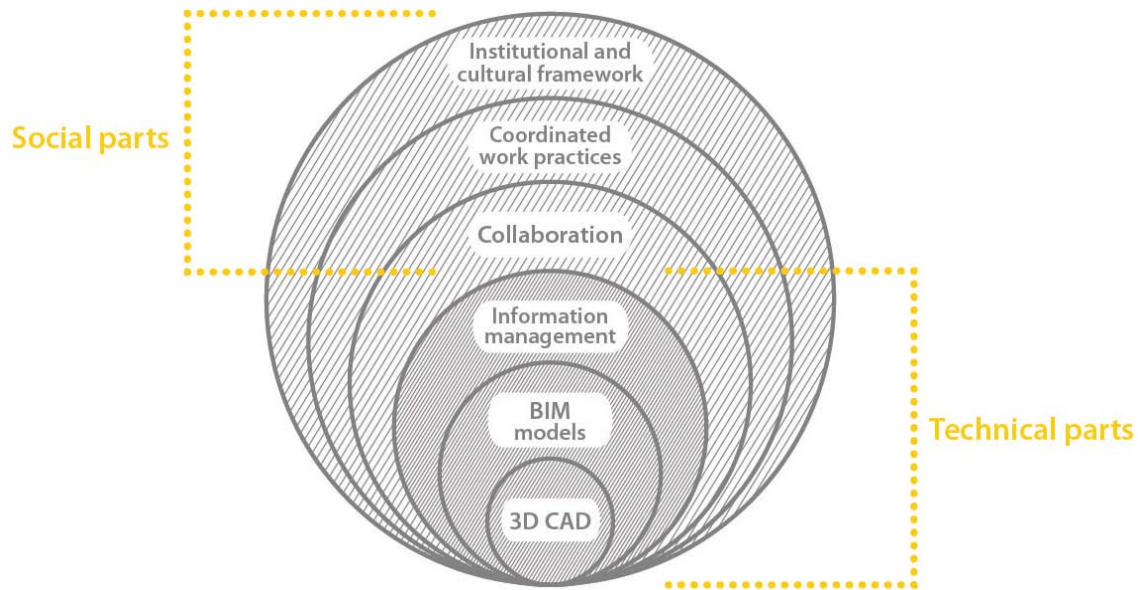 Institutional and
cultural framework
Social parts
Coordinated
work practices
Collaboration
Information
management
BIM
models
Technical parts
3D CAD